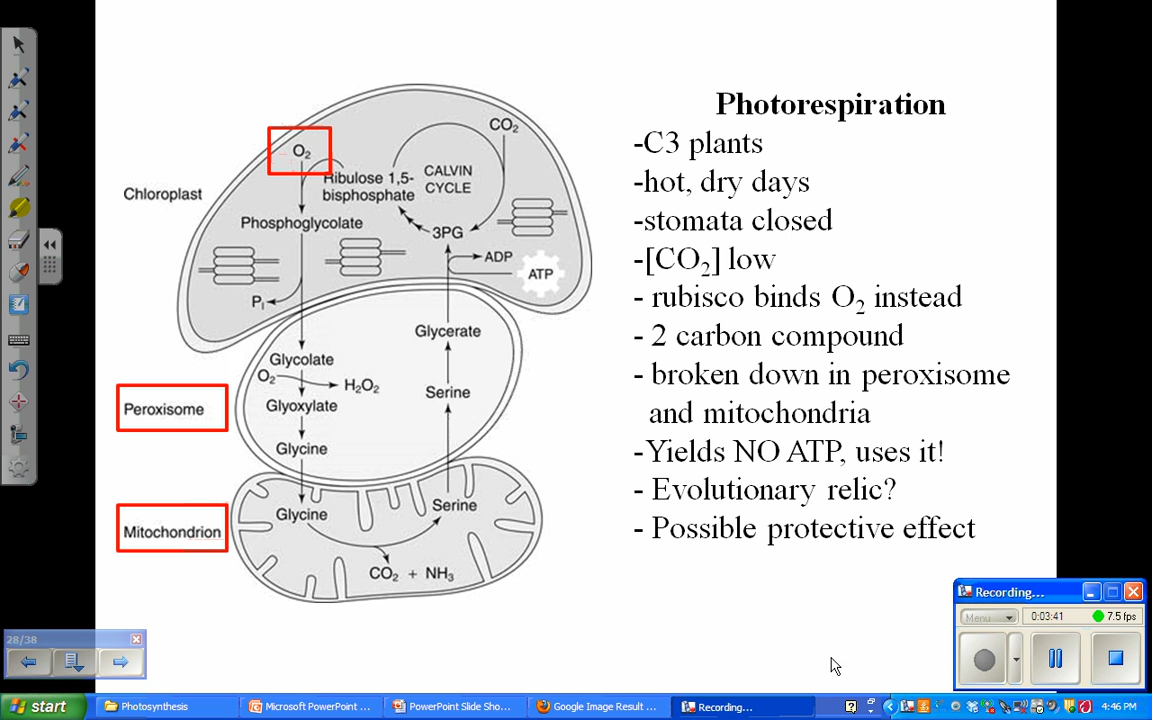 Photorespiration
-C3 plants
-hot, dry days
-stomata closed
-[CO₂] low
- rubisco binds O₂ instead
- 2 carbon compound
- broken down in peroxisome
and mitochondria
-Yields NO ATP, uses it!
- Evolutionary relic?
- Possible protective effect
Chloroplast
O₂
CO₂
Ribulose 1,5-
bisphosphate
CALVIN
CYCLE
Phosphoglycolate
3PG
ADP
ATP
Pᵢ
Glycolate
O₂
H₂O₂
Glyoxylate
Glycine
Glycerate
Serine
Peroxisome
Mitochondrion
Glycine
Serine
CO₂ + NH₃
28/38
Recording...
Menu
0:03:41
7.5 fps
start
Photosynthesis
Microsoft PowerPoint ...
PowerPoint Slide Sho...
Google Image Result ...
Recording...
4:46 PM